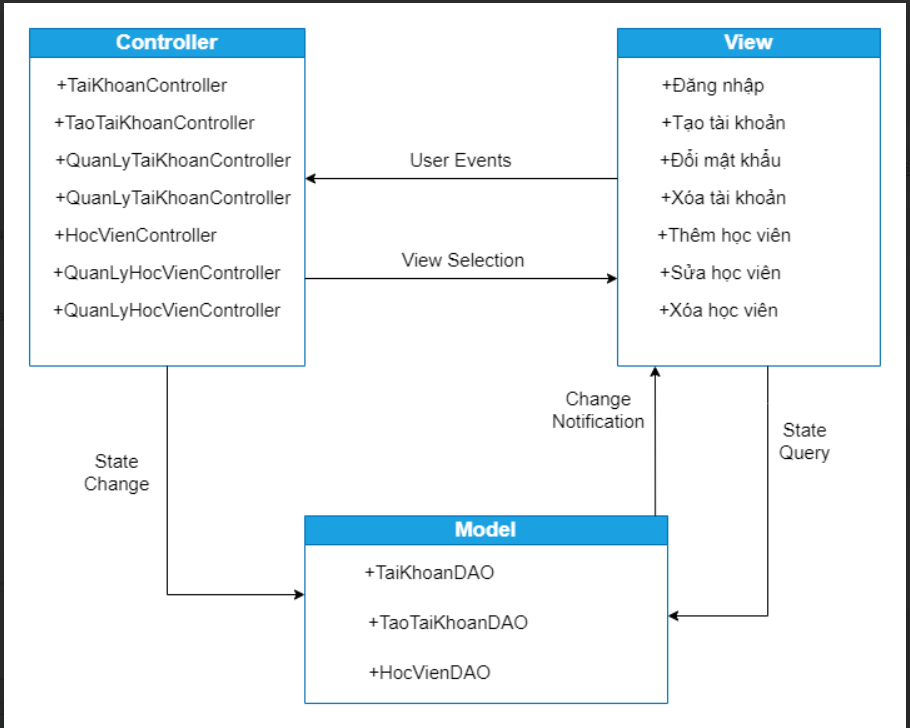 Controller
+TaiKhoanController
+TaoTaiKhoanController
+QuanLyTaiKhoanController
+QuanLyTaiKhoanController
+HocVienController
+QuanLyHocVienController
+QuanLyHocVienController
User Events
View Selection
View
+Đăng nhập
+Tạo tài khoản
+Đổi mật khẩu
+Xóa tài khoản
+Thêm học viên
+Sửa học viên
+Xóa học viên
State
Change
Change
Notification
State
Query
Model
+TaiKhoanDAO
+TaoTaiKhoanDAO
+HocVienDAO